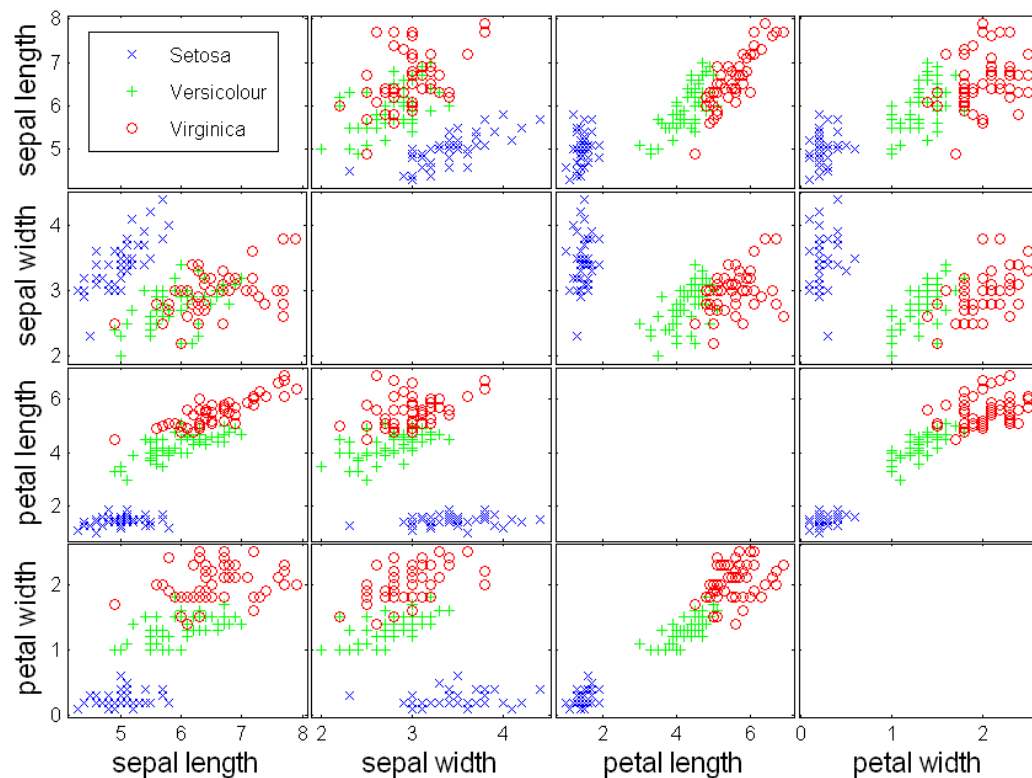 8
7
6
5
sepal length
Setosa
Versicolour
Virginica
4
3
2
sepal width
6
4
2
petal length
2
1
0
petal width
5 6 7 8
2 3 4
2 4 6
0 1 2
sepal length
sepal width
petal length
petal width